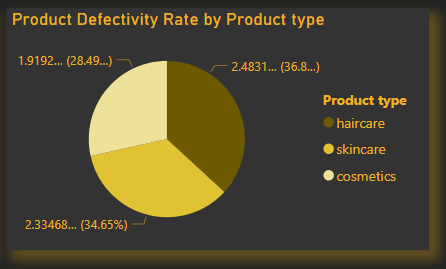 Product Defectivity Rate by Product type
1.9192... (28.49...)
2.4831... (36.8...)
Product type
haircare
skincare
cosmetics
2.33468... (34.65%)